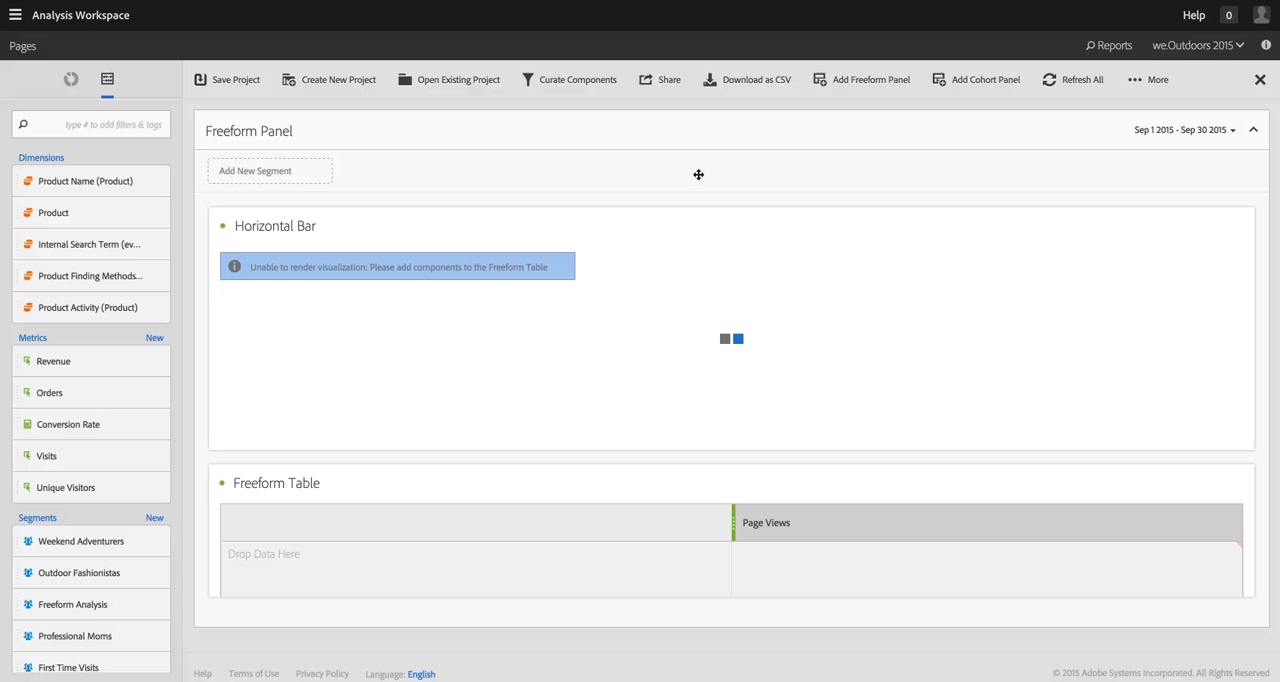 Analysis Workspace
Help 0
Pages
Reports we.Outdoors 2015
Save Project Create New Project Open Existing Project Curate Components Share Download as CSV Add Freeform Panel Add Cohort Panel Refresh All More
type # to add filters & tags
Dimensions
Product Name (Product)
Product
Internal Search Term (ev...
Product Finding Methods...
Product Activity (Product)
Metrics New
Revenue
Orders
Conversion Rate
Visits
Unique Visitors
Segments New
Weekend Adventurers
Outdoor Fashionistas
Freeform Analysis
Professional Moms
First Time Visits
Freeform Panel
Sep 1 2015 - Sep 30 2015
Add New Segment
Horizontal Bar
Unable to render visualization: Please add components to the Freeform Table
Freeform Table
Page Views
Drop Data Here
Help Terms of Use Privacy Policy Language: English
© 2015 Adobe Systems Incorporated. All Rights Reserved